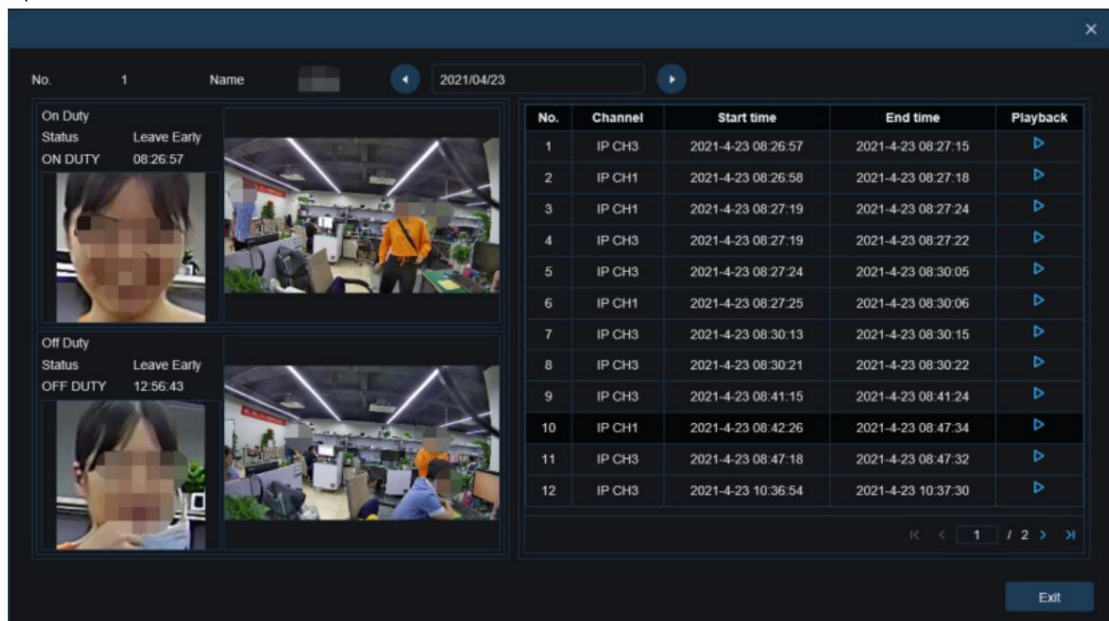 No. 1 Name 2021/04/23
On Duty
Status Leave Early
ON DUTY 08:26:57
Off Duty
Status Leave Early
OFF DUTY 12:56:43
No. Channel Start time End time Playback
1 IP CH3 2021-4-23 08:26:57 2021-4-23 08:27:15
2 IP CH1 2021-4-23 08:26:58 2021-4-23 08:27:18
3 IP CH1 2021-4-23 08:27:19 2021-4-23 08:27:24
4 IP CH3 2021-4-23 08:27:19 2021-4-23 08:27:22
5 IP CH3 2021-4-23 08:27:24 2021-4-23 08:30:05
6 IP CH1 2021-4-23 08:27:25 2021-4-23 08:30:06
7 IP CH3 2021-4-23 08:30:13 2021-4-23 08:30:15
8 IP CH3 2021-4-23 08:30:21 2021-4-23 08:30:22
9 IP CH3 2021-4-23 08:41:15 2021-4-23 08:41:24
10 IP CH1 2021-4-23 08:42:26 2021-4-23 08:47:34
11 IP CH3 2021-4-23 08:47:18 2021-4-23 08:47:32
12 IP CH3 2021-4-23 10:36:54 2021-4-23 10:37:30
1 / 2
Exit